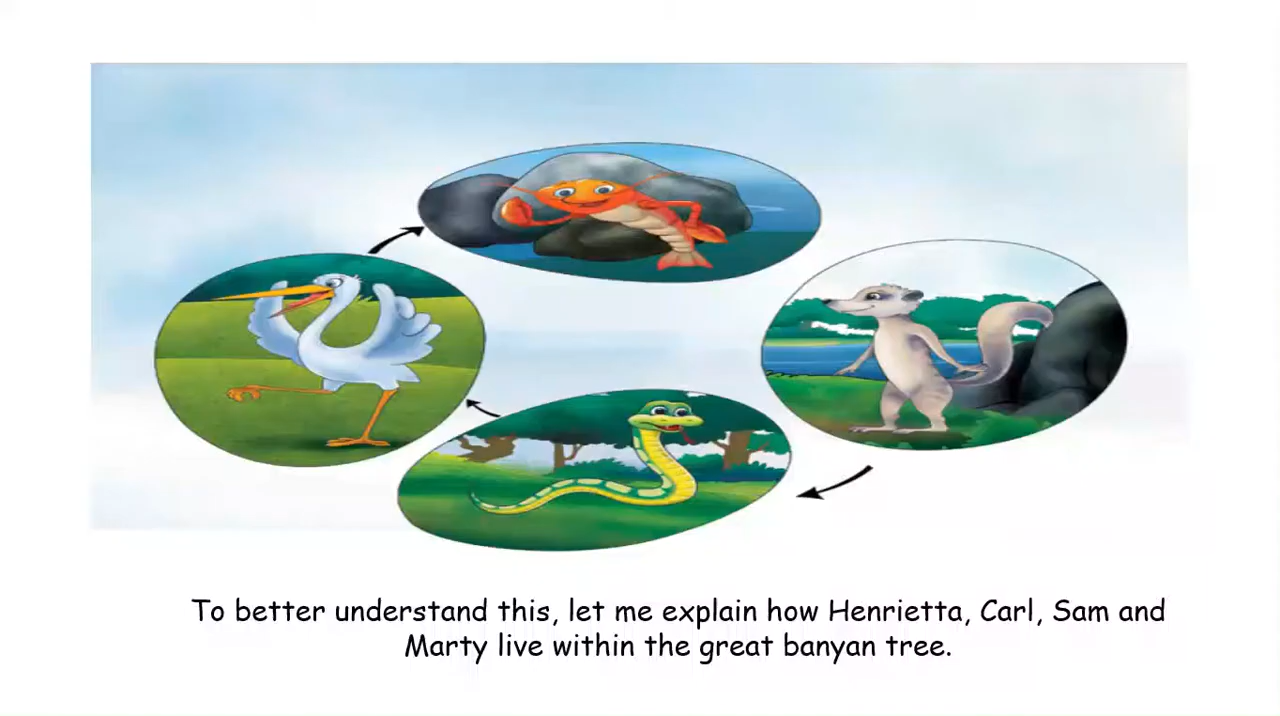 To better understand this, let me explain how Henrietta, Carl, Sam and
Marty live within the great banyan tree.